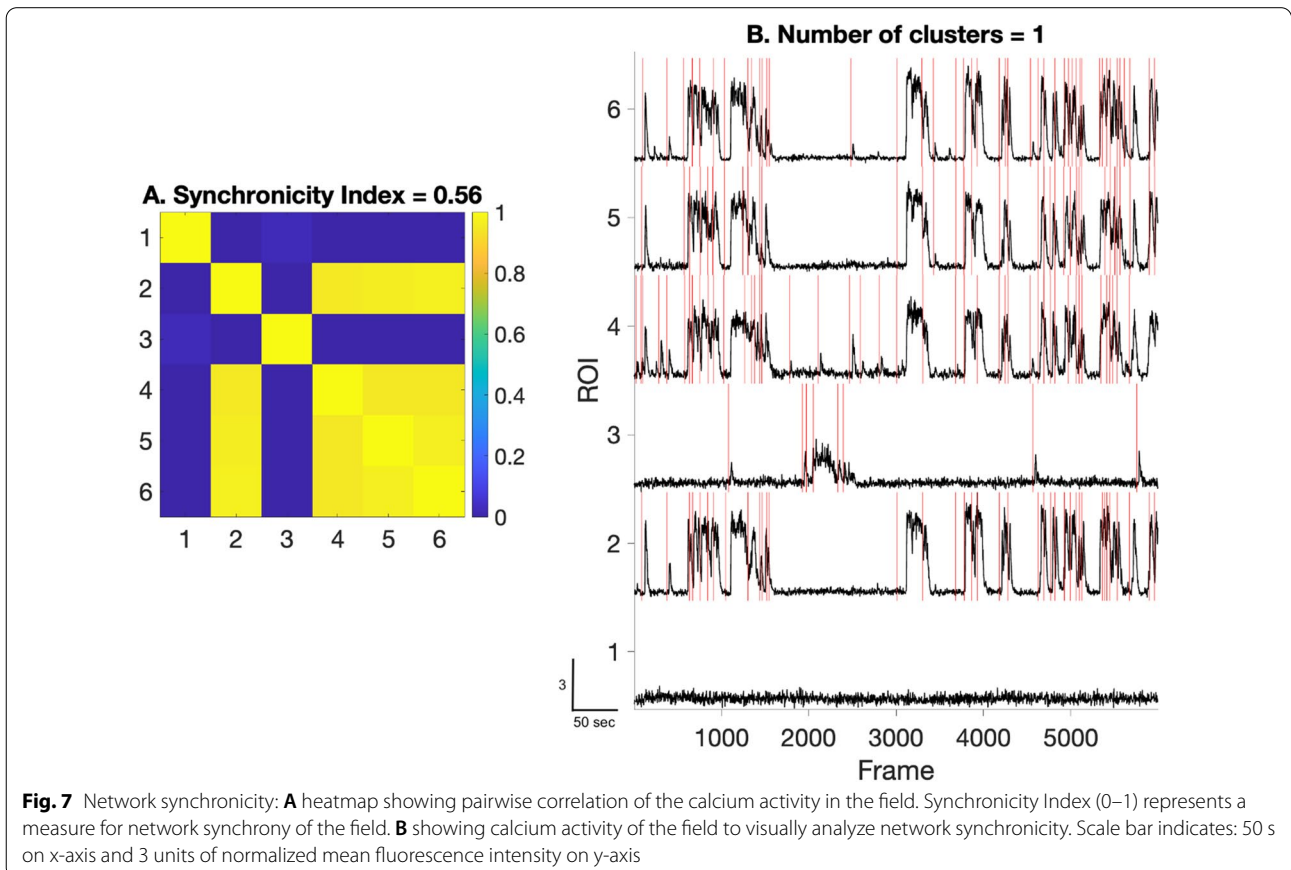 B. Number of clusters = 1
A. Synchronicity Index = 0.56
1
2
3
4
5
6
1 2 3 4 5 6
1
0.8
0.6
0.4
0.2
0
ROI
6
5
4
3
2
1
3
50 sec
1000 2000 3000 4000 5000
Frame
Fig. 7 Network synchronicity: A heatmap showing pairwise correlation of the calcium activity in the field. Synchronicity Index (0–1) represents a
measure for network synchrony of the field. B showing calcium activity of the field to visually analyze network synchronicity. Scale bar indicates: 50 s
on x-axis and 3 units of normalized mean fluorescence intensity on y-axis